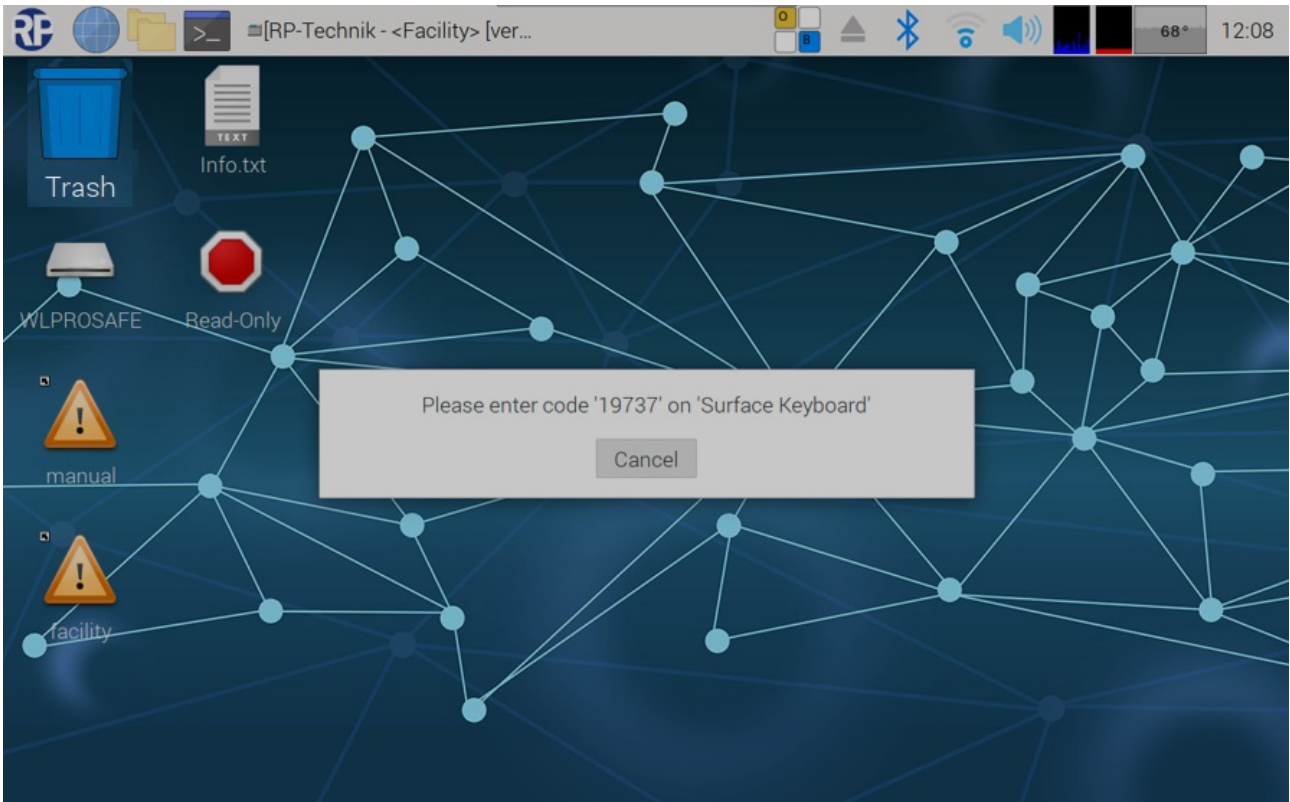 RP
>_
[RP-Technik - <Facility> [ver...
O
B
68°
12:08
TEXT
Trash
Info.txt
WLPROSAFE
Read-Only
Please enter code '19737' on 'Surface Keyboard'
Cancel
manual
facility